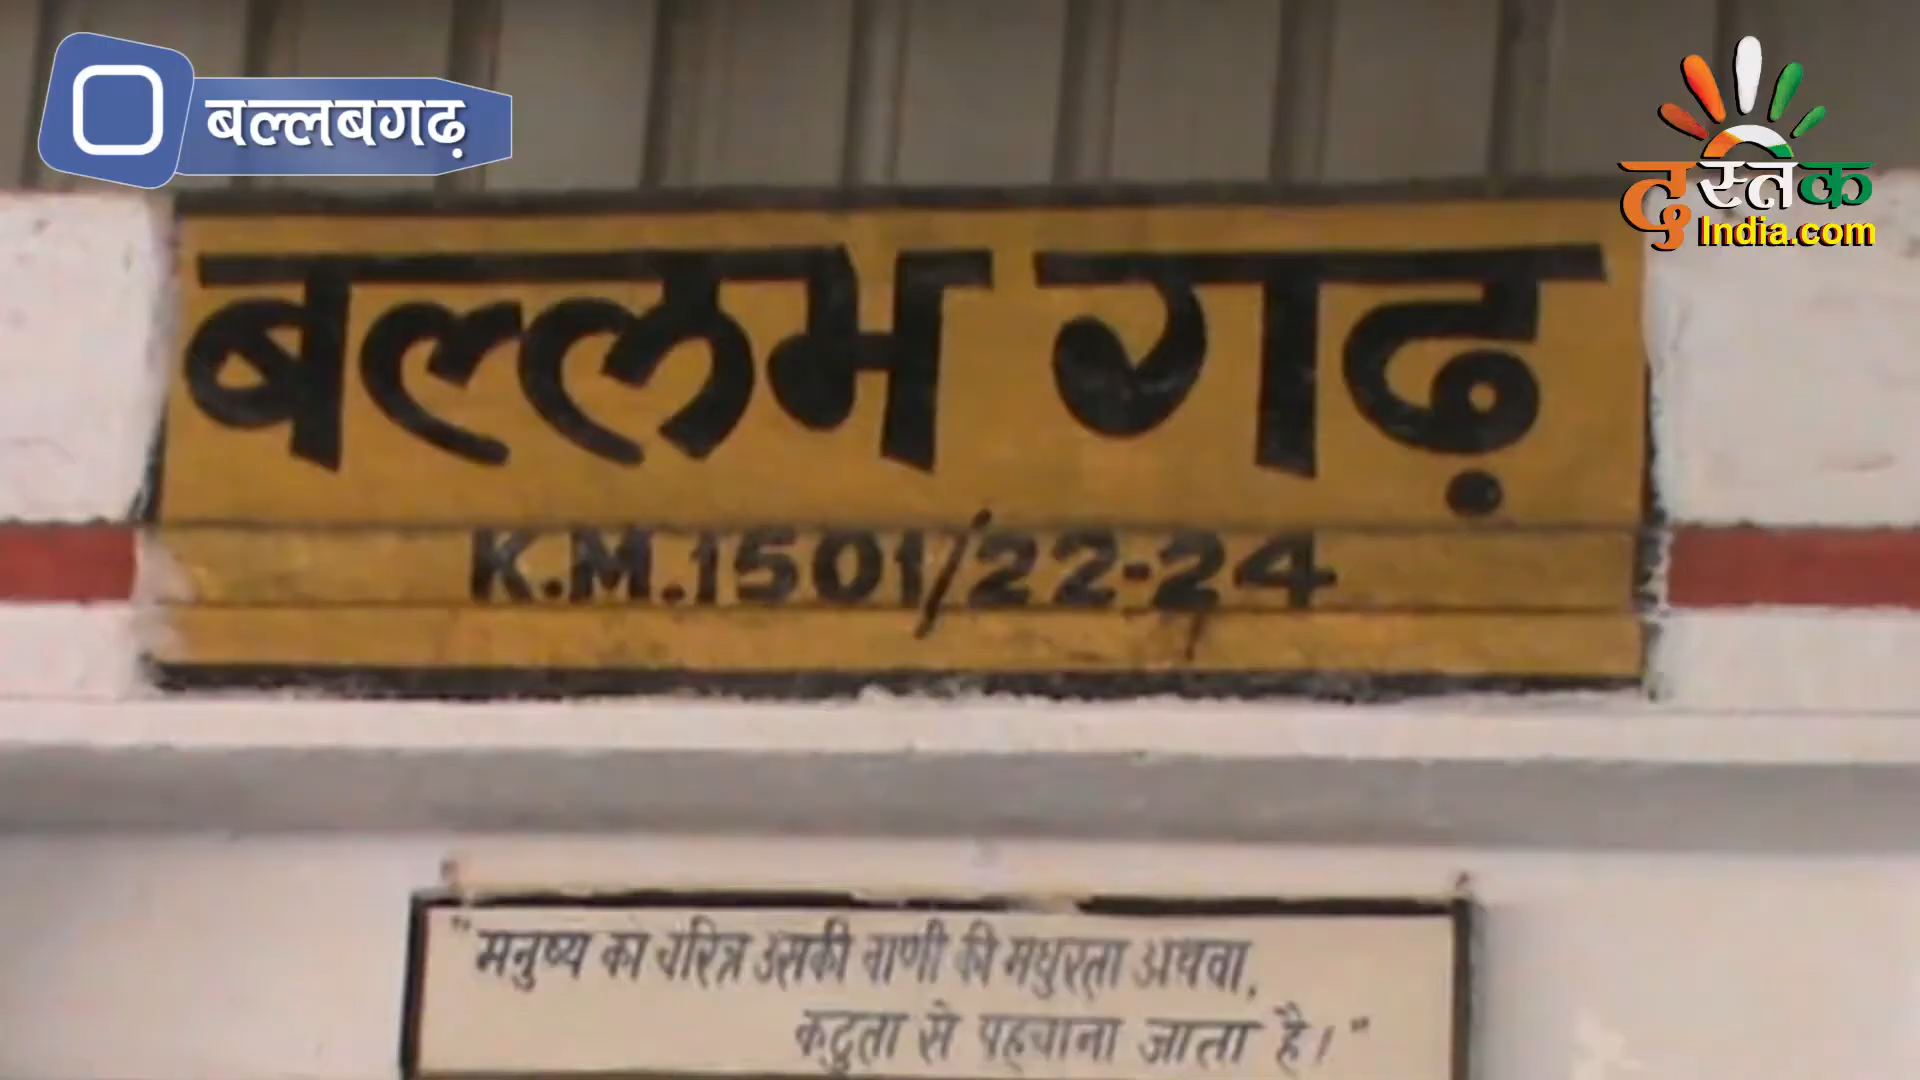 बल्लबगढ़
दस्तक
India.com
बल्लभ गढ़
K.M.1501/22-24
"मनुष्य का चरित्र उसकी वाणी की मधुरता अथवा,
कटुता से पहचाना जाता है।"